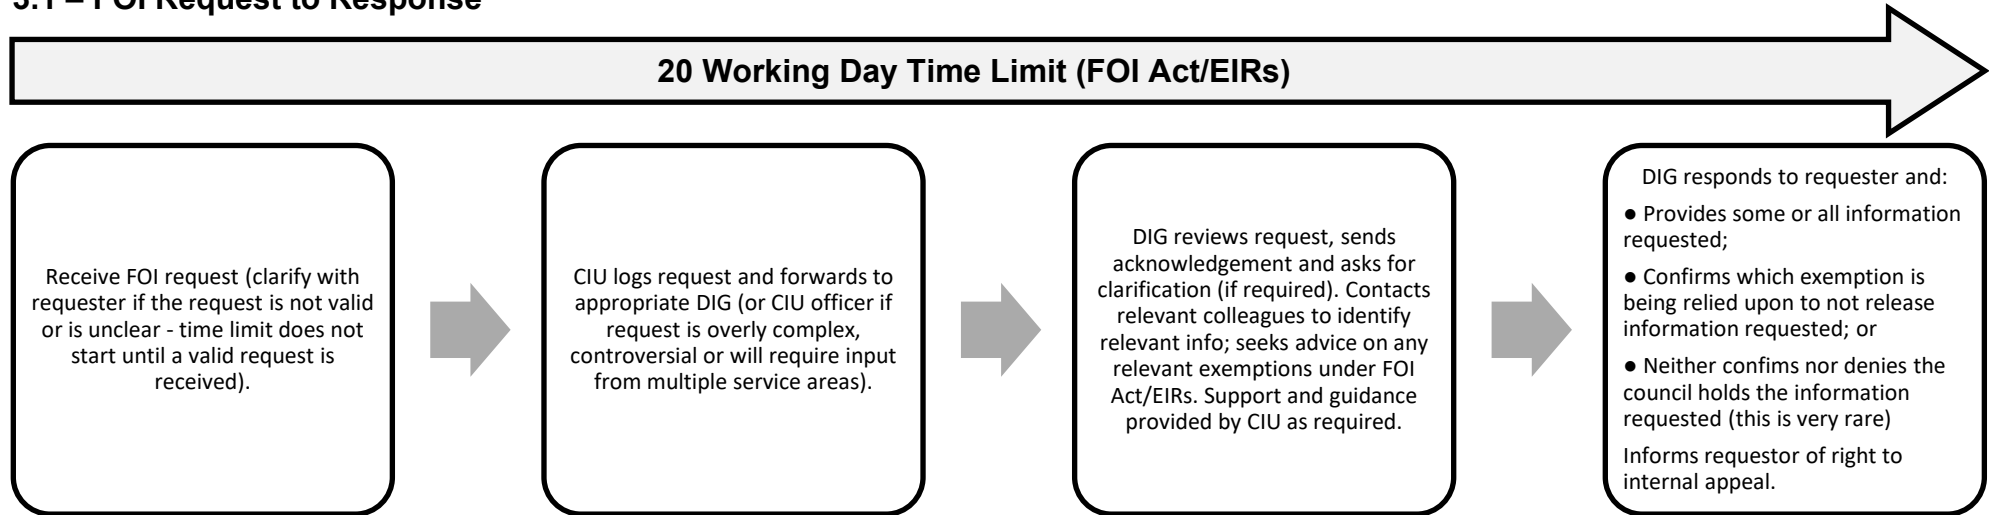 3.1 – FOI Request to Response
20 Working Day Time Limit (FOI Act/EIRs)
Receive FOI request (clarify with
requester if the request is not valid
or is unclear - time limit does not
start until a valid request is
received).
CIU logs request and forwards to
appropriate DIG (or CIU officer if
request is overly complex,
controversial or will require input
from multiple service areas).
DIG reviews request, sends
acknowledgement and asks for
clarification (if required). Contacts
relevant colleagues to identify
relevant info; seeks advice on any
relevant exemptions under FOI
Act/EIRs. Support and guidance
provided by CIU as required.
DIG responds to requester and:
● Provides some or all information
requested;
● Confirms which exemption is
being relied upon to not release
information requested; or
● Neither confims nor denies the
council holds the information
requested (this is very rare)
Informs requestor of right to
internal appeal.